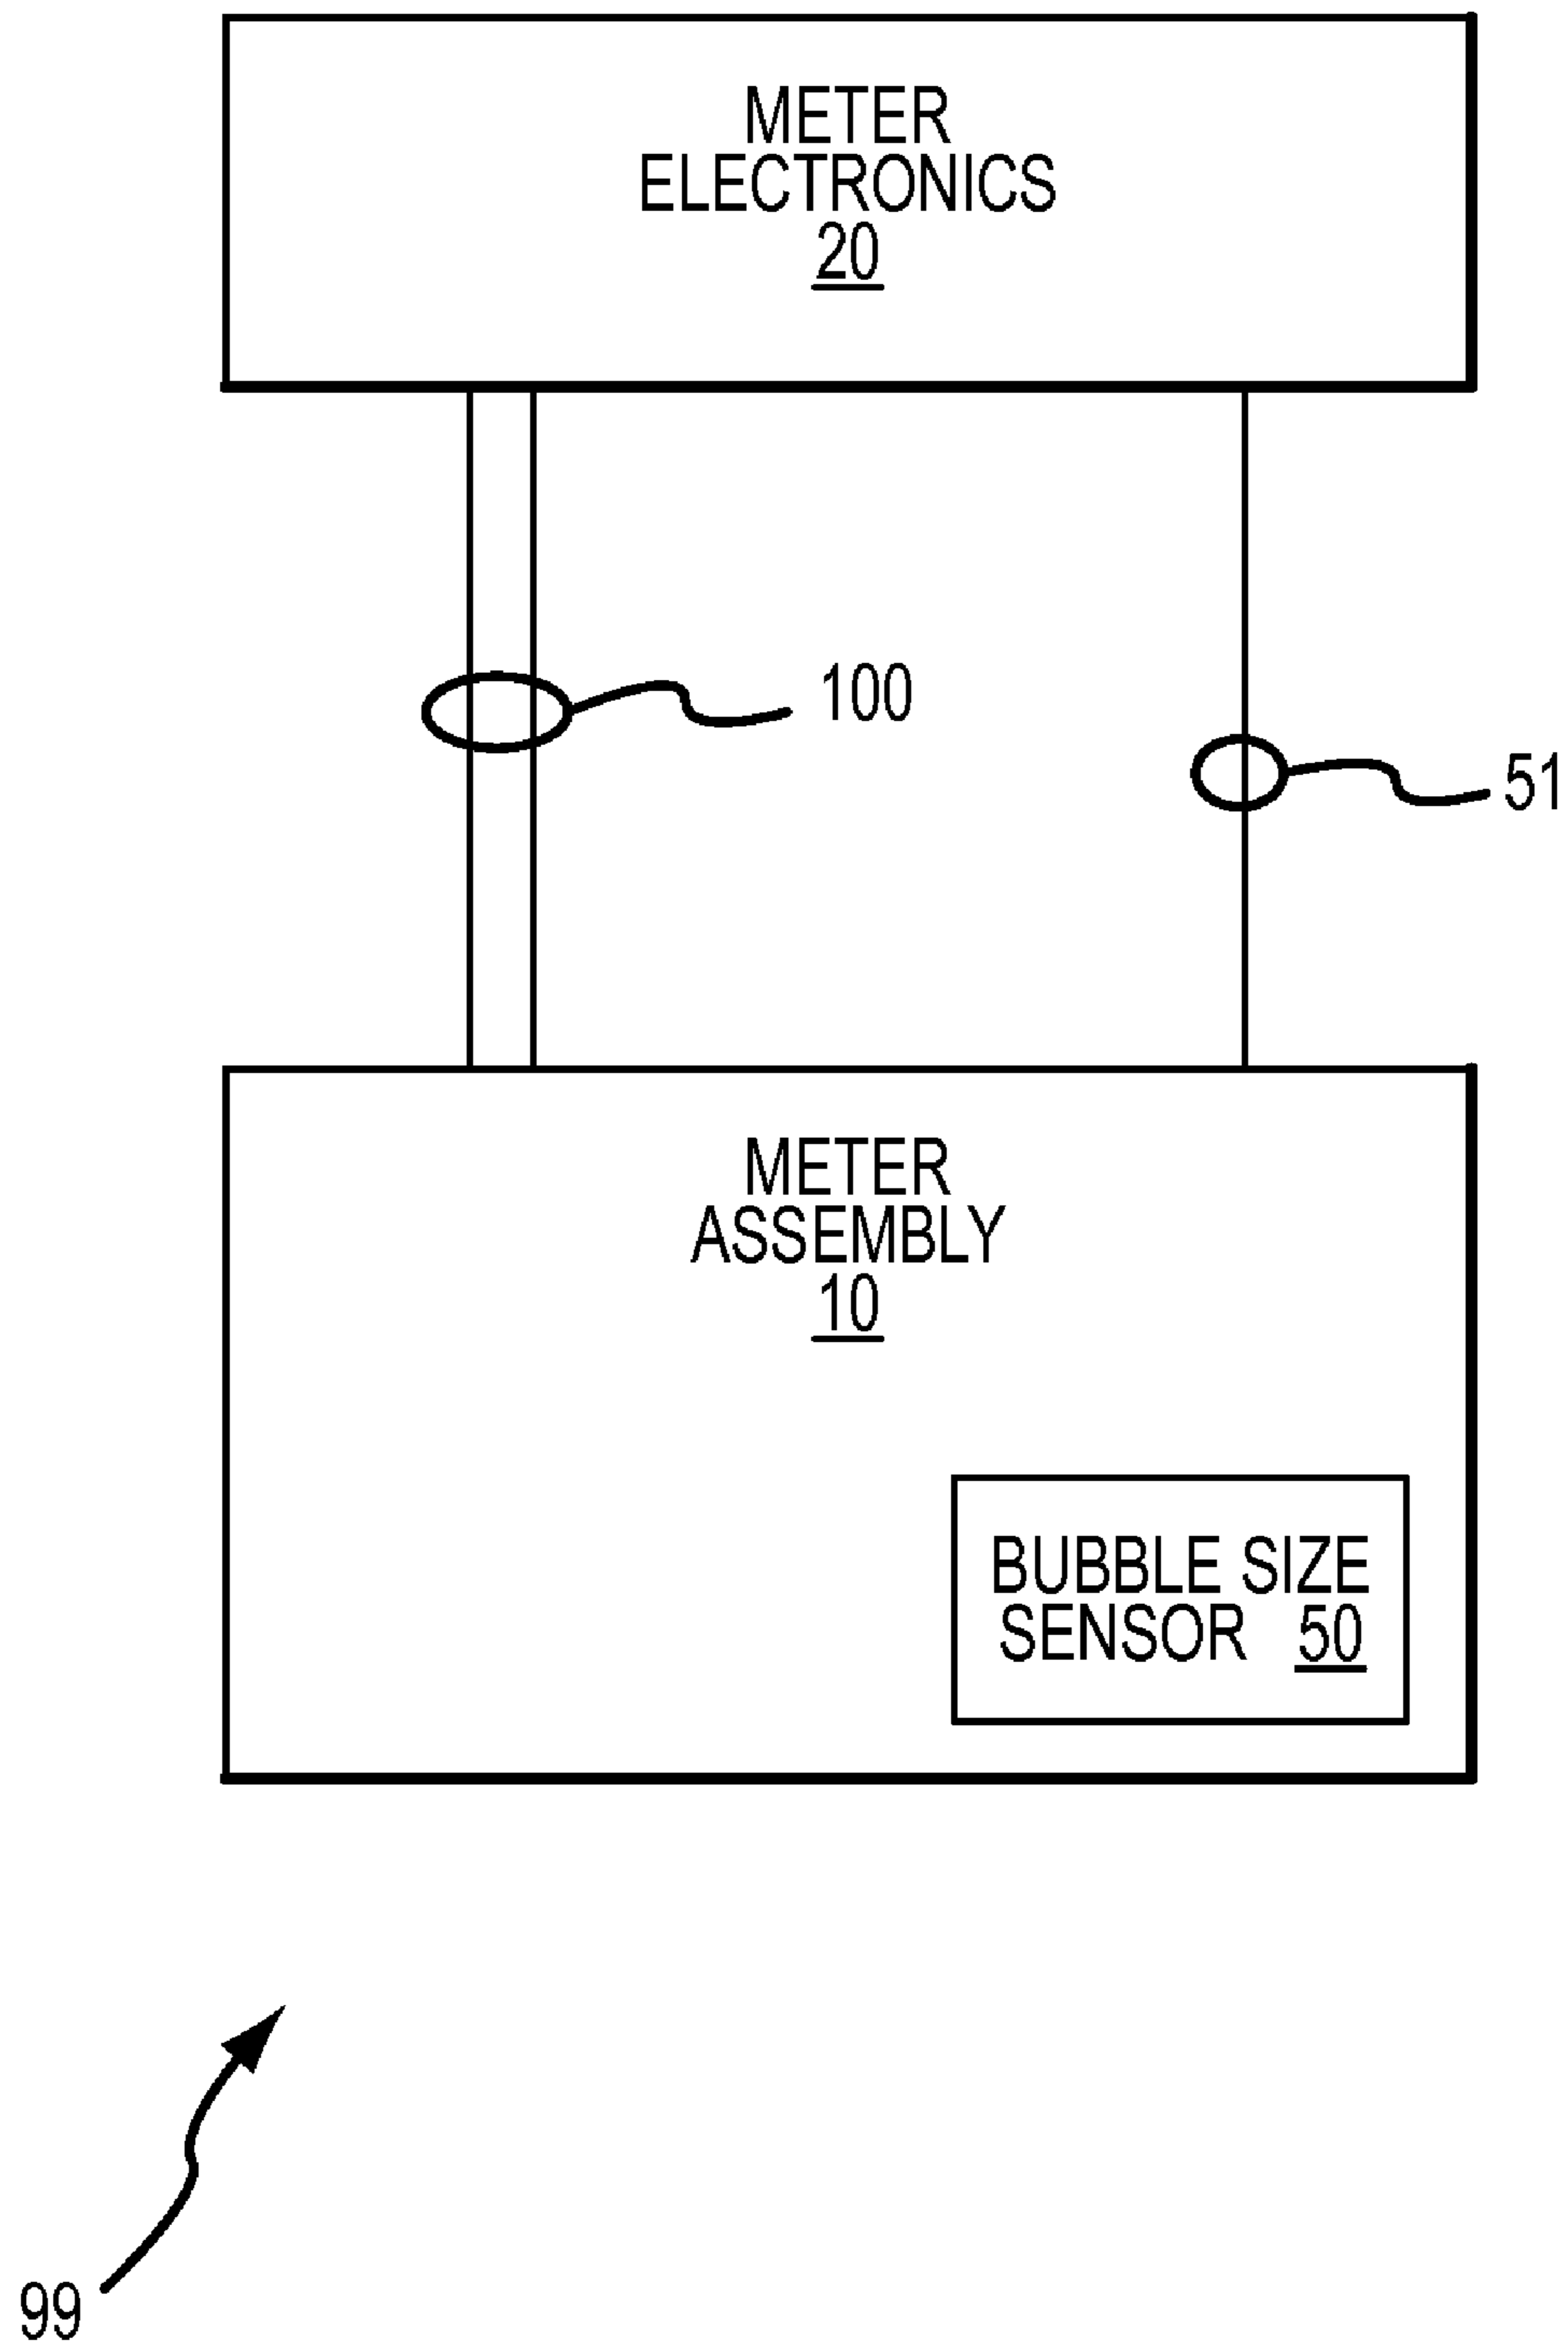 METER
ELECTRONICS
20
100
51
METER
ASSEMBLY
10
BUBBLE SIZE
SENSOR 50
99